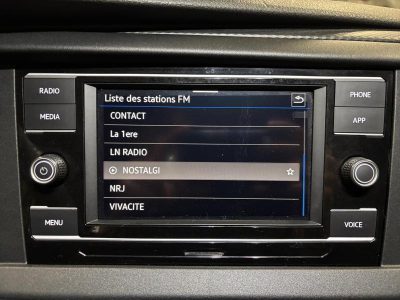 Liste des stations FM
RADIO
CONTACT
PHONE
MEDIA
La 1ere
APP
LN RADIO
NOSTALGI
NRJ
MENU
VIVACITE
VOICE